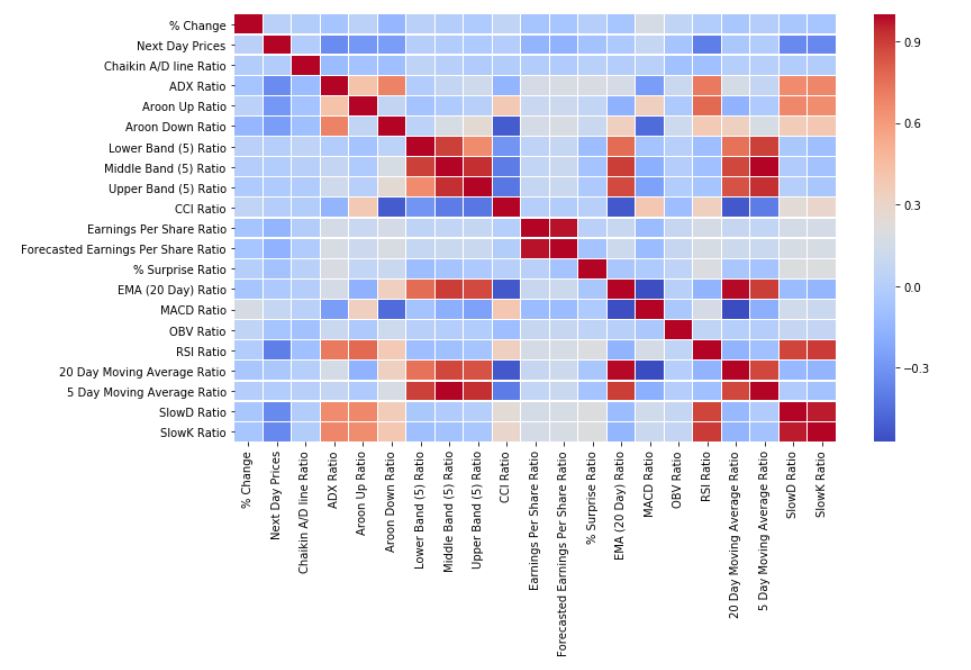 % Change
Next Day Prices
Chaikin A/D line Ratio
ADX Ratio
Aroon Up Ratio
Aroon Down Ratio
Lower Band (5) Ratio
Middle Band (5) Ratio
Upper Band (5) Ratio
CCI Ratio
Earnings Per Share Ratio
Forecasted Earnings Per Share Ratio
% Surprise Ratio
EMA (20 Day) Ratio
MACD Ratio
OBV Ratio
RSI Ratio
20 Day Moving Average Ratio
5 Day Moving Average Ratio
SlowD Ratio
SlowK Ratio
% Change
Next Day Prices
Chaikin A/D line Ratio
ADX Ratio
Aroon Up Ratio
Aroon Down Ratio
Lower Band (5) Ratio
Middle Band (5) Ratio
Upper Band (5) Ratio
CCI Ratio
Earnings Per Share Ratio
Forecasted Earnings Per Share Ratio
% Surprise Ratio
EMA (20 Day) Ratio
MACD Ratio
OBV Ratio
RSI Ratio
20 Day Moving Average Ratio
5 Day Moving Average Ratio
SlowD Ratio
SlowK Ratio
0.9
0.6
0.3
0.0
−0.3